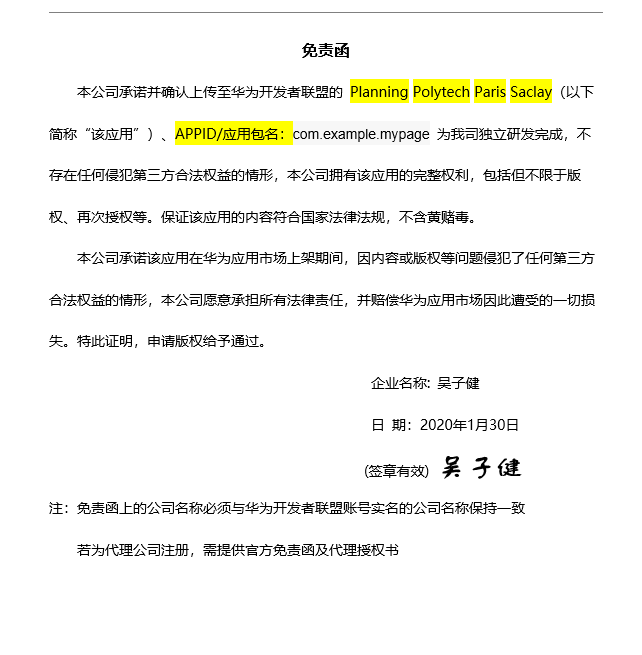 免责函
本公司承诺并确认上传至华为开发者联盟的 Planning Polytech Paris Saclay（以下
简称“该应用”）、APPID/应用包名：com.example.mypage 为我司独立研发完成，不
存在任何侵犯第三方合法权益的情形，本公司拥有该应用的完整权利，包括但不限于版
权、再次授权等。保证该应用的内容符合国家法律法规，不含黄赌毒。
本公司承诺该应用在华为应用市场上架期间，因内容或版权等问题侵犯了任何第三方
合法权益的情形，本公司愿意承担所有法律责任，并赔偿华为应用市场因此遭受的一切损
失。特此证明，申请版权给予通过。
企业名称：吴子健
日 期：2020年1月30日
（签章有效） 吴子健
注：免责函上的公司名称必须与华为开发者联盟账号实名的公司名称保持一致
若为代理公司注册，需提供官方免责函及代理授权书